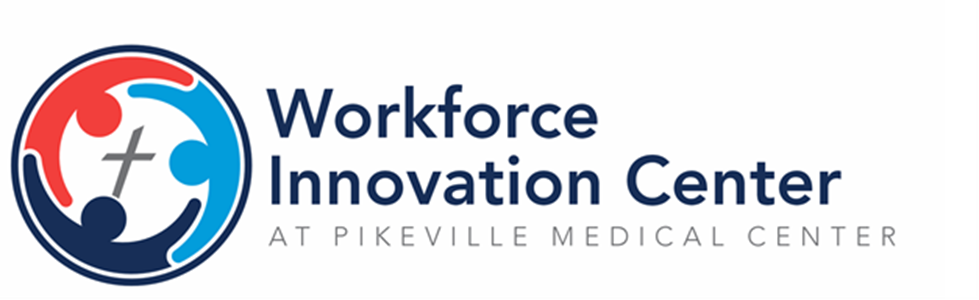 Workforce
Innovation Center
AT PIKEVILLE MEDICAL CENTER